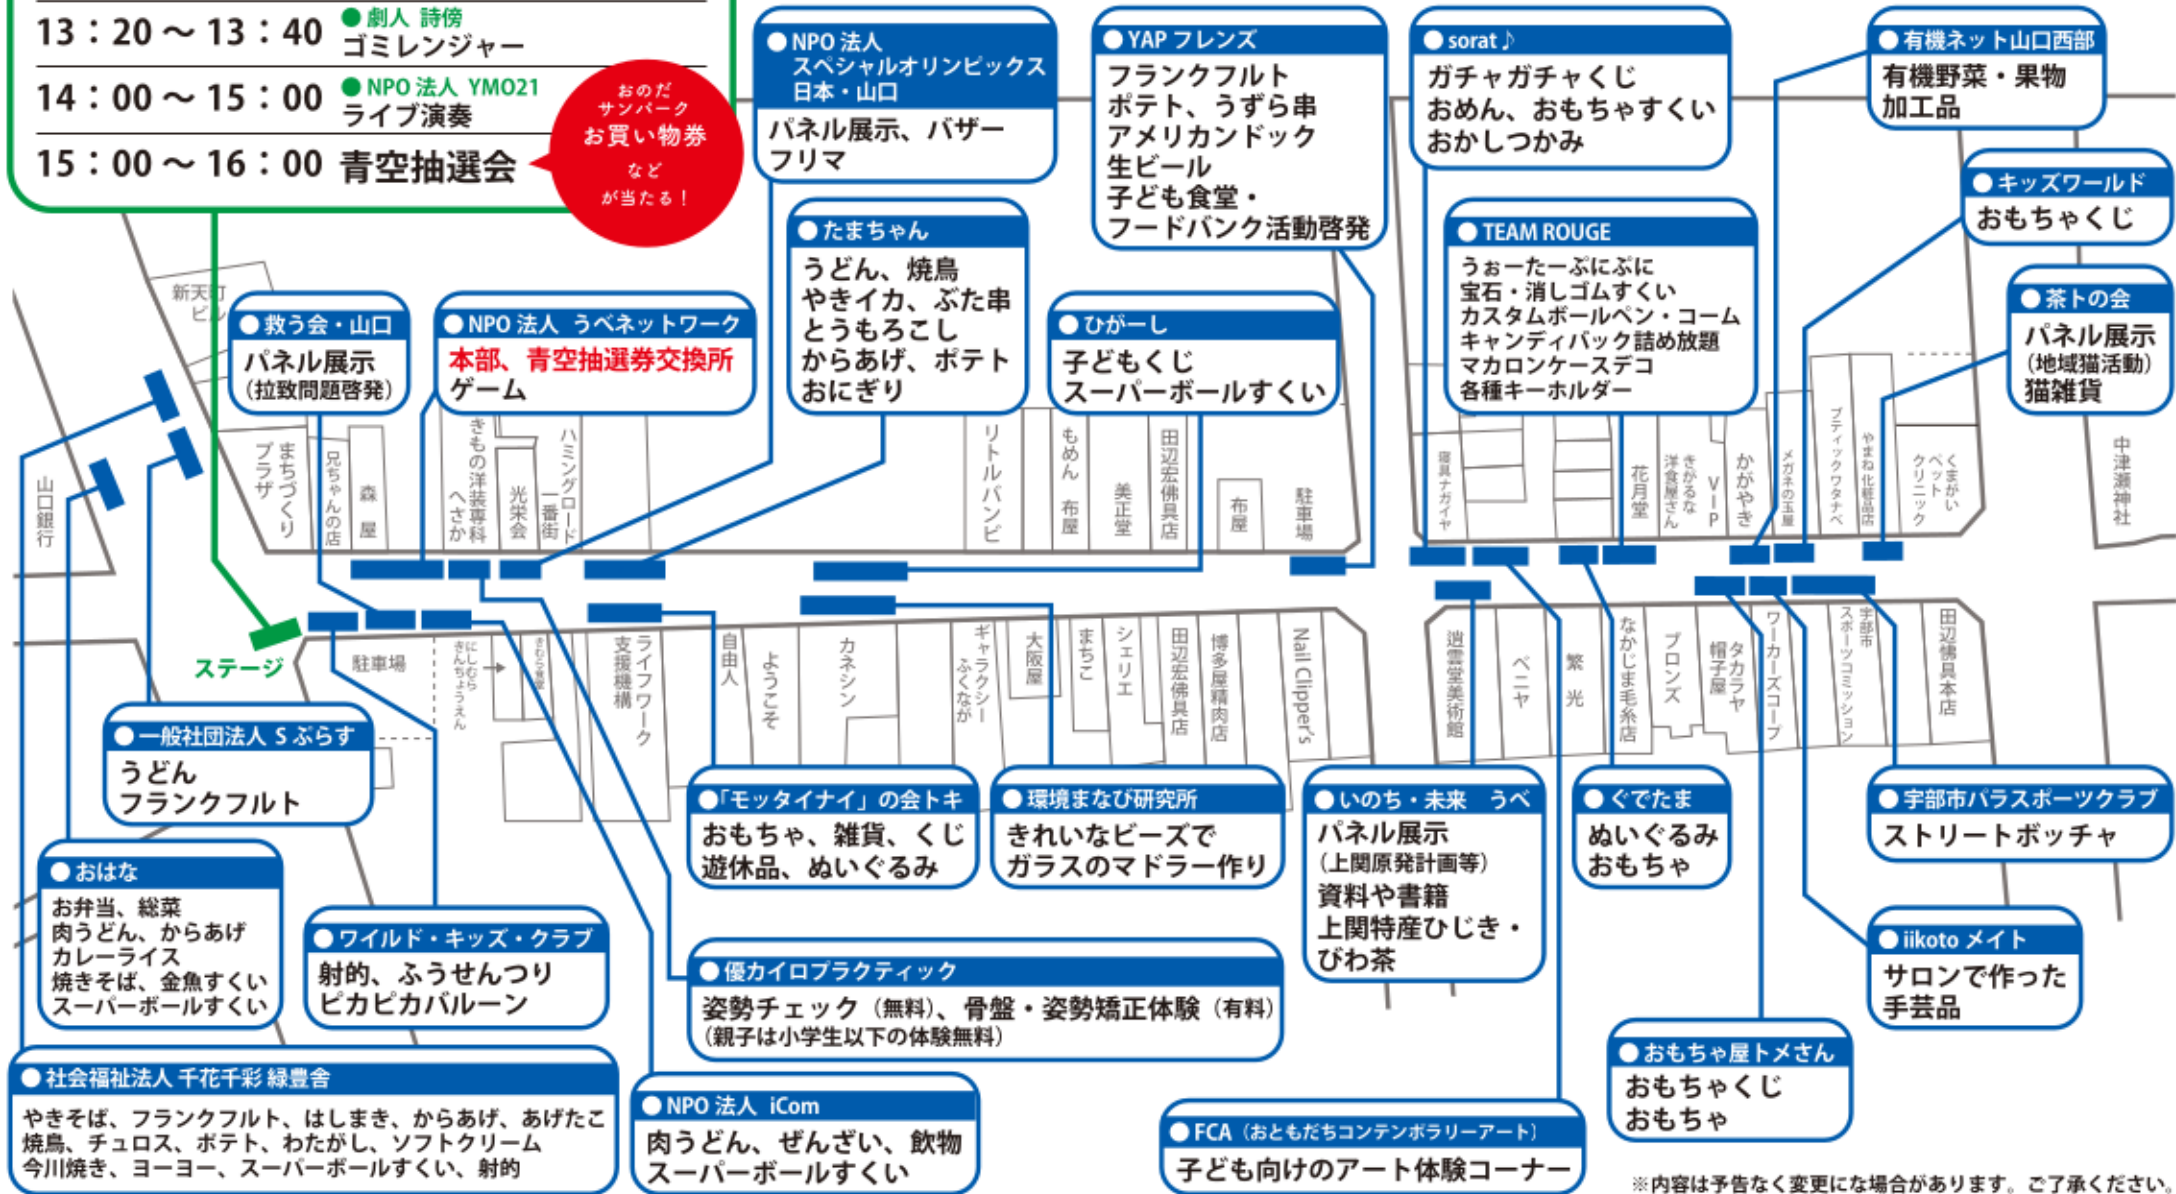 13：20 〜 13：40 ●劇人 詩傍
ゴミレンジャー
14：00 〜 15：00 ●NPO 法人 YMO21
ライブ演奏
15：00 〜 16：00 青空抽選会
おのだ
サンパーク
お買い物券
など
が当たる！
●NPO 法人
スペシャルオリンピックス
日本・山口
パネル展示、バザー
フリマ
●YAP フレンズ
フランクフルト
ポテト、うずら串
アメリカンドック
生ビール
子ども食堂・
フードバンク活動啓発
●sorat♪
ガチャガチャくじ
おめん、おもちゃすくい
おかしつかみ
●有機ネット山口西部
有機野菜・果物
加工品
●キッズワールド
おもちゃくじ
●たまちゃん
うどん、焼鳥
やきイカ、ぶた串
とうもろこし
からあげ、ポテト
おにぎり
●TEAM ROUGE
うぉーたーぷにぷに
宝石・消しゴムすくい
カスタムボールペン・コーム
キャンディバック詰め放題
マカロンケースデコ
各種キーホルダー
●茶トの会
パネル展示
（地域猫活動）
猫雑貨
新天町
ビル
●救う会・山口
パネル展示
（拉致問題啓発）
●NPO 法人 うべネットワーク
本部、青空抽選券交換所
ゲーム
●ひがーし
子どもくじ
スーパーボールすくい
山口銀行
まちづくり
プラザ
兄ちゃんの店
森屋
きもの洋装専科
へさか
光栄会
ハミングロード
一番街
リトルバンビ
もめん 布屋
美正堂
田辺宏佛具店
布屋
駐車場
寝具ナガイヤ
花月堂
きがるな
洋食屋さん
VIP
かがやき
メガネの玉屋
ブティックワタナベ
やまね化粧品店
くまがい
ペット
クリニック
中津瀬神社
ステージ
駐車場
にしむら
きんちょうえん
→
きむら食堂
ライフワーク
支援機構
自由人
ようこそ
カネシン
ギャラクシー
ふくなが
大阪屋
まちこ
シェリエ
田辺宏佛具店
博多屋精肉店
Nail Clipper's
逍雲堂美術館
ベニヤ
繁光
なかじま毛糸店
ブロンズ
タカラヤ
帽子屋
ワーカーズコープ
宇部市
スポーツコミッション
田辺佛具本店
●一般社団法人 S ぷらす
うどん
フランクフルト
●「モッタイナイ」の会トキ
おもちゃ、雑貨、くじ
遊休品、ぬいぐるみ
●環境まなび研究所
きれいなビーズで
ガラスのマドラー作り
●いのち・未来 うべ
パネル展示
（上関原発計画等）
資料や書籍
上関特産ひじき・
びわ茶
●ぐでたま
ぬいぐるみ
おもちゃ
●宇部市パラスポーツクラブ
ストリートボッチャ
●おはな
お弁当、総菜
肉うどん、からあげ
カレーライス
焼きそば、金魚すくい
スーパーボールすくい
●ワイルド・キッズ・クラブ
射的、ふうせんつり
ピカピカバルーン
●優カイロプラクティック
姿勢チェック（無料）、骨盤・姿勢矯正体験（有料）
（親子は小学生以下の体験無料）
●iikoto メイト
サロンで作った
手芸品
●おもちゃ屋トメさん
おもちゃくじ
おもちゃ
●社会福祉法人 千花千彩 緑豊舎
やきそば、フランクフルト、はしまき、からあげ、あげたこ
焼鳥、チュロス、ポテト、わたがし、ソフトクリーム
今川焼き、ヨーヨー、スーパーボールすくい、射的
●NPO 法人 iCom
肉うどん、ぜんざい、飲物
スーパーボールすくい
●FCA（おともだちコンテンポラリーアート）
子ども向けのアート体験コーナー
※内容は予告なく変更にな場合があります。ご了承ください。